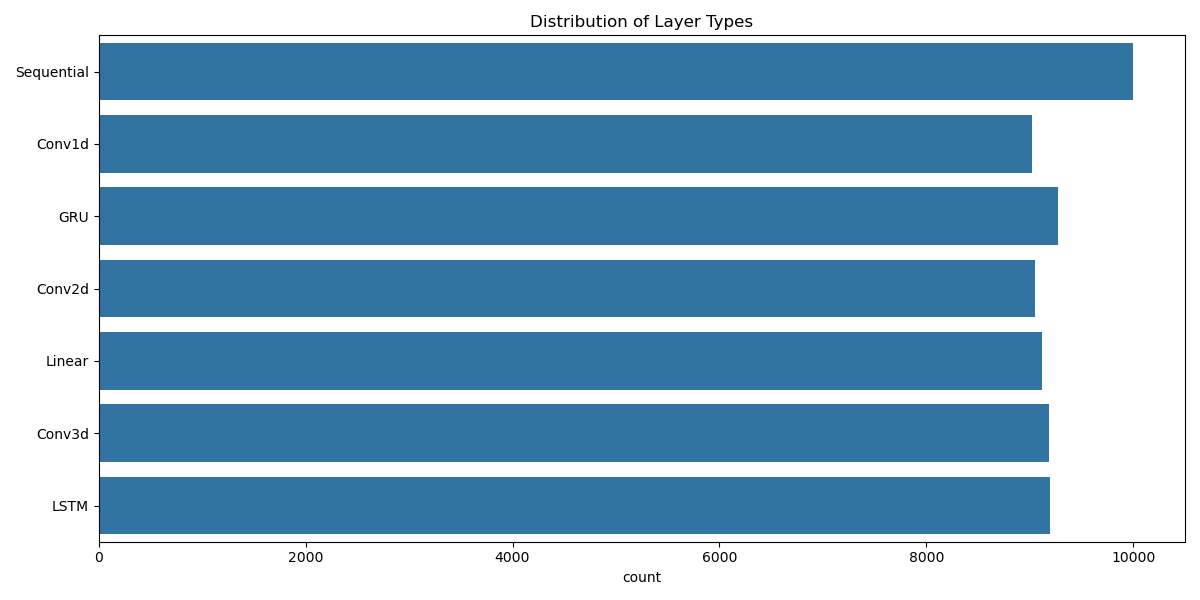 Distribution of Layer Types
Sequential
Conv1d
GRU
Conv2d
Linear
Conv3d
LSTM
0 2000 4000 6000 8000 10000
count